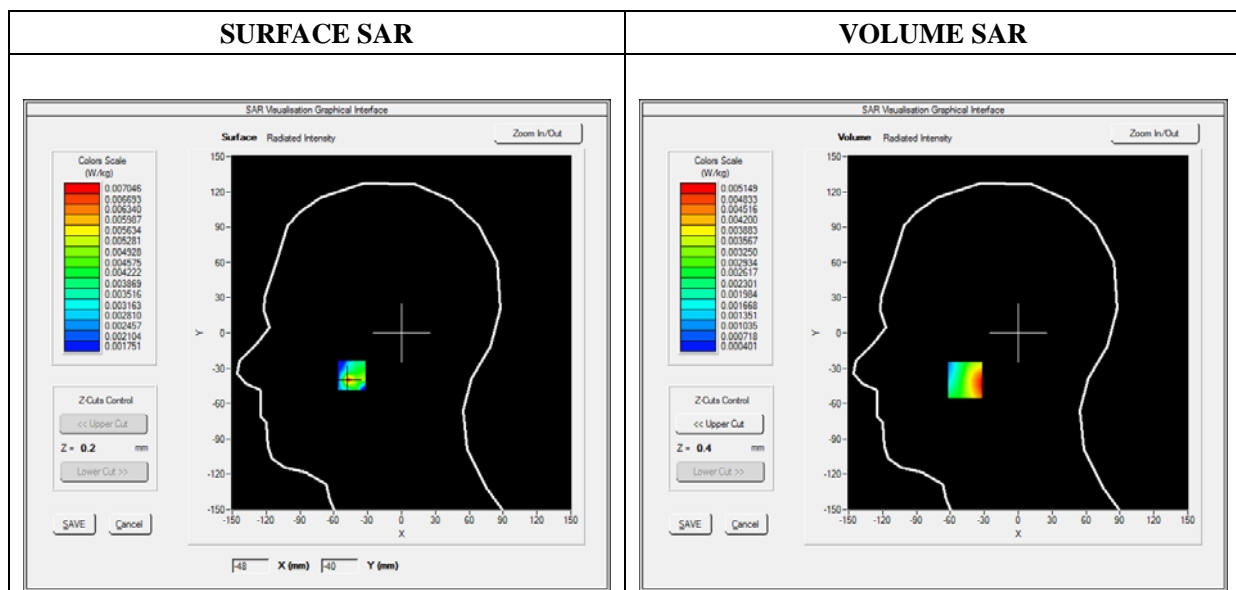 SURFACE SAR
VOLUME SAR
SAR Visualisation Graphical Interface
Surface Radiated Intensity
Zoom In/Out
Colors Scale
(W/kg)
0.007046
0.006693
0.006340
0.005987
0.005634
0.005281
0.004928
0.004575
0.004222
0.003869
0.003516
0.003163
0.002810
0.002457
0.002104
0.001751
Z-Cuts Control
<< Upper Cut
Z = 0.2 mm
Lower Cut >>
SAVE Cancel
150
120
90
60
30
0
-30
-60
-90
-120
-150
Y
-150 -120 -90 -60 -30 0 30 60 90 120 150
X
-48 X (mm) -40 Y (mm)
SAR Visualisation Graphical Interface
Volume Radiated Intensity
Zoom In/Out
Colors Scale
(W/kg)
0.005149
0.004833
0.004516
0.004200
0.003883
0.003567
0.003250
0.002934
0.002617
0.002301
0.001984
0.001668
0.001351
0.001035
0.000718
0.000401
Z-Cuts Control
<< Upper Cut
Z = 0.4 mm
Lower Cut >>
SAVE Cancel
150
120
90
60
30
0
-30
-60
-90
-120
-150
Y
-150 -120 -90 -60 -30 0 30 60 90 120 150
X